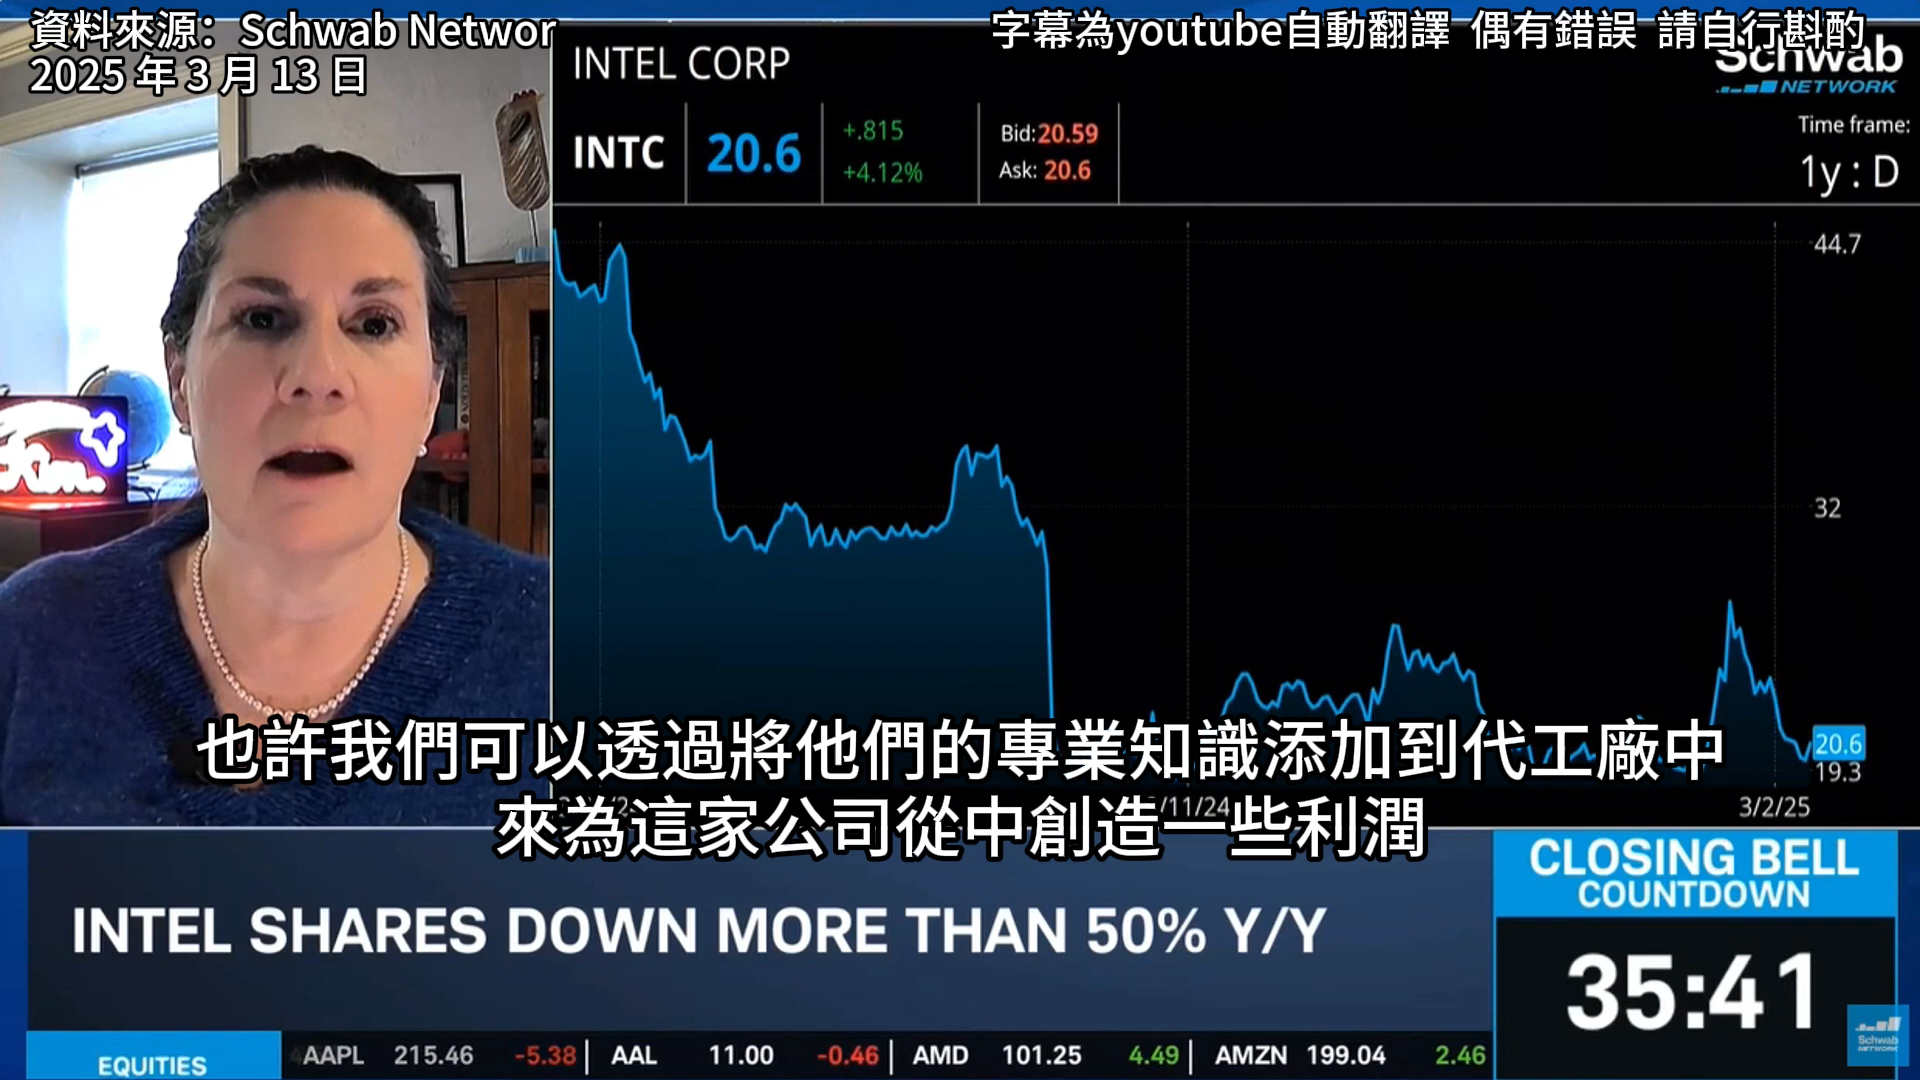 資料來源：Schwab Networ
2025 年 3 月 13 日
字幕為youtube自動翻譯 偶有錯誤 請自行斟酌
INTEL CORP
Schwab
NETWORK
INTC
20.6
+.815
+4.12%
Bid:20.59
Ask: 20.6
Time frame:
1y : D
44.7
32
20.6
19.3
/11/24
3/2/25
Kim.
也許我們可以透過將他們的專業知識添加到代工廠中
來為這家公司從中創造一些利潤
INTEL SHARES DOWN MORE THAN 50% Y/Y
CLOSING BELL
COUNTDOWN
35:41
EQUITIES
AAPL 215.46 -5.38 | AAL 11.00 -0.46 | AMD 101.25 4.49 | AMZN 199.04 2.46
Schwab
NETWORK